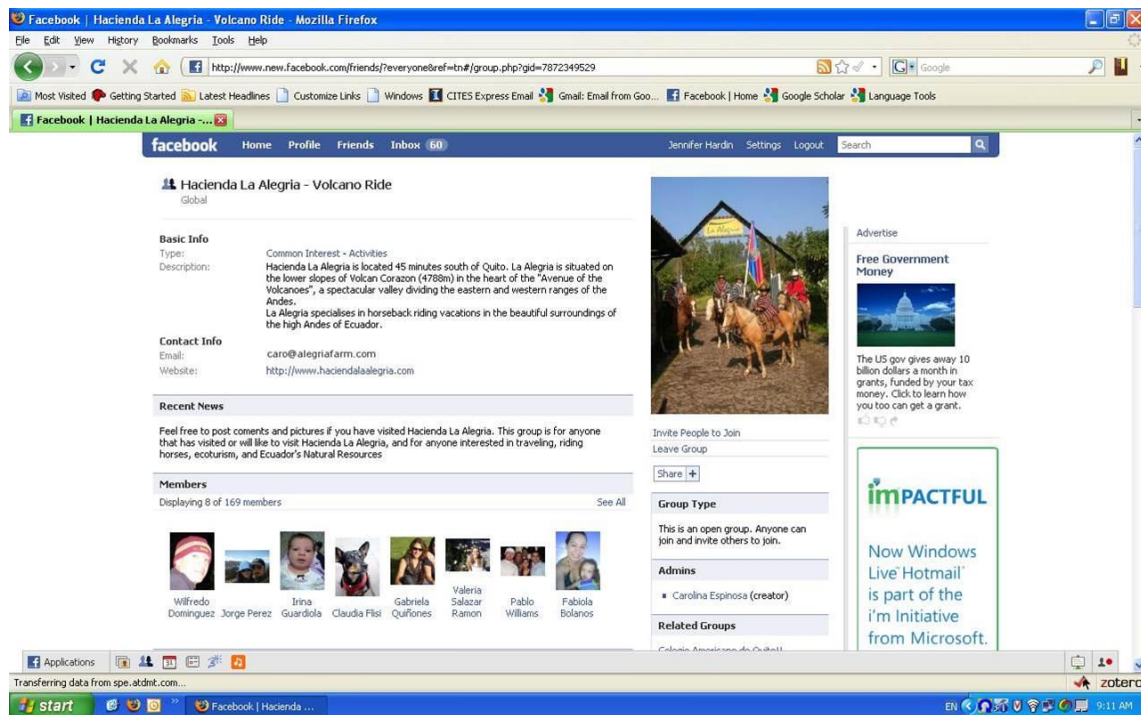 Facebook | Hacienda La Alegria - Volcano Ride - Mozilla Firefox
File Edit View History Bookmarks Tools Help
http://www.new.facebook.com/friends/?everyone&ref=tn#/group.php?gid=7872349529
G Google
Most Visited Getting Started Latest Headlines Customize Links Windows CITES Express Email Gmail: Email from Goo... Facebook | Home Google Scholar Language Tools
Facebook | Hacienda La Alegria -...
facebook Home Profile Friends Inbox 60 Jennifer Hardin Settings Logout Search
Hacienda La Alegria - Volcano Ride
Global
Basic Info
Type: Common Interest - Activities
Description: Hacienda La Alegria is located 45 minutes south of Quito. La Alegria is situated on
the lower slopes of Volcan Corazon (4788m) in the heart of the "Avenue of the
Volcanoes", a spectacular valley dividing the eastern and western ranges of the
Andes.
La Alegria specialises in horseback riding vacations in the beautiful surroundings of
the high Andes of Ecuador.
Contact Info
Email: caro@alegriafarm.com
Website: http://www.haciendalaalegria.com
Recent News
Feel free to post coments and pictures if you have visited Hacienda La Alegria. This group is for anyone
that has visited or will like to visit Hacienda La Alegria, and for anyone interested in traveling, riding
horses, ecoturism, and Ecuador's Natural Resources
Members
Displaying 8 of 169 members See All
Wilfredo
Dominguez
Jorge Perez
Irina
Guardiola
Claudia Flisi
Gabriela
Quiñones
Valeria
Salazar
Ramon
Pablo
Williams
Fabiola
Bolanos
La Alegria
Invite People to Join
Leave Group
Share +
Group Type
This is an open group. Anyone can
join and invite others to join.
Admins
Carolina Espinosa (creator)
Related Groups
Colegio Americano de Quito!!
Advertise
Free Government
Money
The US gov gives away 10
billion dollars a month in
grants, funded by your tax
money. Click to learn how
you too can get a grant.
i'mPACTFUL
Now Windows
Live™ Hotmail®
is part of the
i'm Initiative
from Microsoft.
Applications 31 1
Transferring data from spe.atdmt.com...
zotero
start Facebook | Hacienda ... EN 9:11 AM